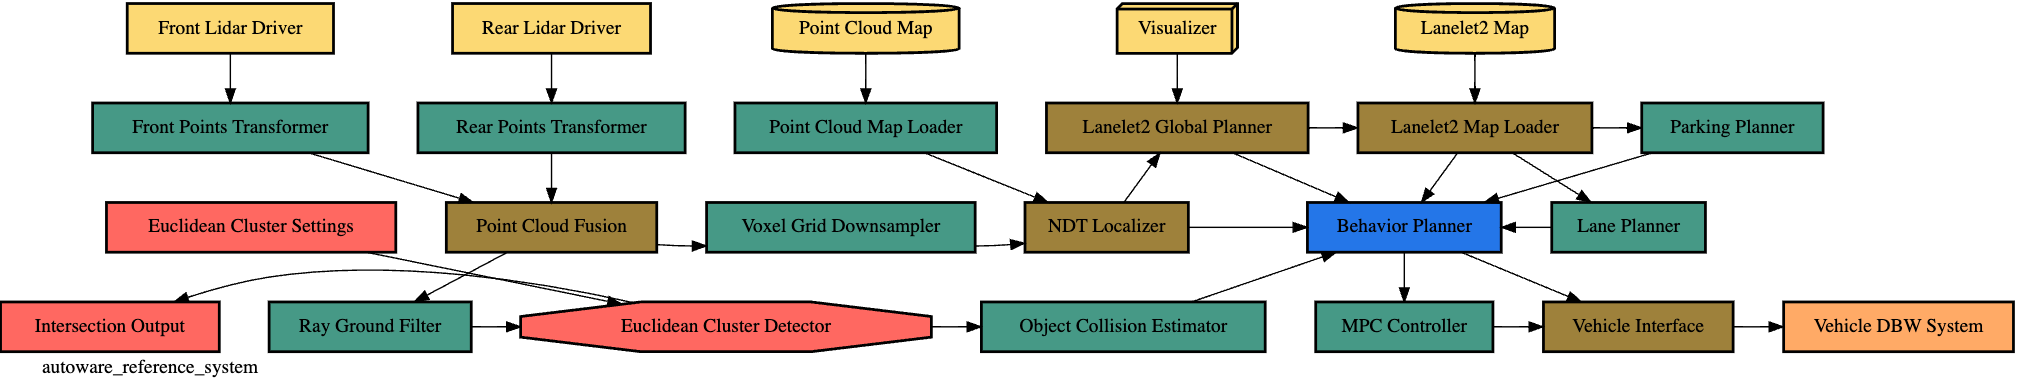 Front Lidar Driver
Rear Lidar Driver
Point Cloud Map
Visualizer
Lanelet2 Map
Front Points Transformer
Rear Points Transformer
Point Cloud Map Loader
Lanelet2 Global Planner
Lanelet2 Map Loader
Parking Planner
Euclidean Cluster Settings
Point Cloud Fusion
Voxel Grid Downsampler
NDT Localizer
Behavior Planner
Lane Planner
Intersection Output
Ray Ground Filter
Euclidean Cluster Detector
Object Collision Estimator
MPC Controller
Vehicle Interface
Vehicle DBW System
autoware_reference_system